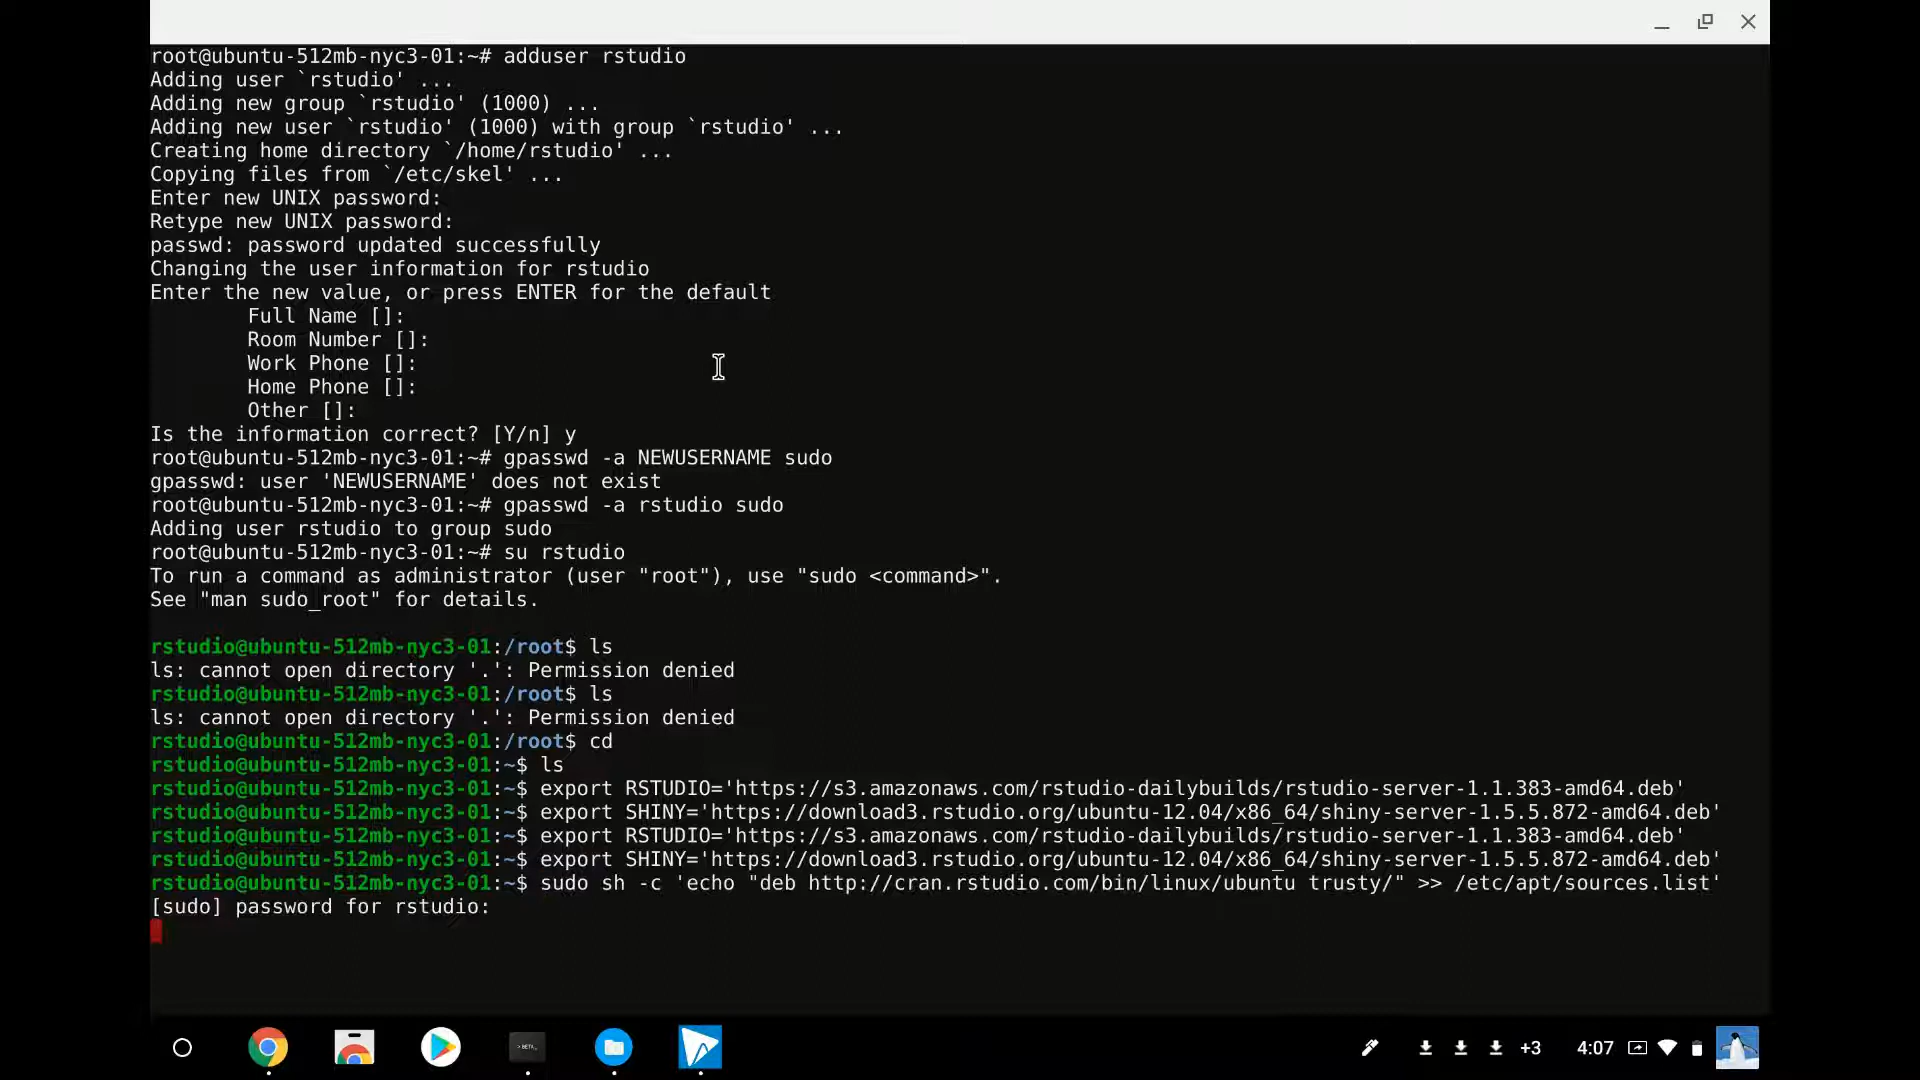 root@ubuntu-512mb-nyc3-01:~# adduser rstudio
Adding user `rstudio' ...
Adding new group `rstudio' (1000) ...
Adding new user `rstudio' (1000) with group `rstudio' ...
Creating home directory `/home/rstudio' ...
Copying files from `/etc/skel' ...
Enter new UNIX password:
Retype new UNIX password:
passwd: password updated successfully
Changing the user information for rstudio
Enter the new value, or press ENTER for the default
Full Name []:
Room Number []:
Work Phone []:
Home Phone []:
Other []:
Is the information correct? [Y/n] y
root@ubuntu-512mb-nyc3-01:~# gpasswd -a NEWUSERNAME sudo
gpasswd: user 'NEWUSERNAME' does not exist
root@ubuntu-512mb-nyc3-01:~# gpasswd -a rstudio sudo
Adding user rstudio to group sudo
root@ubuntu-512mb-nyc3-01:~# su rstudio
To run a command as administrator (user "root"), use "sudo <command>".
See "man sudo_root" for details.
rstudio@ubuntu-512mb-nyc3-01:/root$ ls
ls: cannot open directory '.': Permission denied
rstudio@ubuntu-512mb-nyc3-01:/root$ ls
ls: cannot open directory '.': Permission denied
rstudio@ubuntu-512mb-nyc3-01:/root$ cd
rstudio@ubuntu-512mb-nyc3-01:~$ ls
rstudio@ubuntu-512mb-nyc3-01:~$ export RSTUDIO='https://s3.amazonaws.com/rstudio-dailybuilds/rstudio-server-1.1.383-amd64.deb'
rstudio@ubuntu-512mb-nyc3-01:~$ export SHINY='https://download3.rstudio.org/ubuntu-12.04/x86_64/shiny-server-1.5.5.872-amd64.deb'
rstudio@ubuntu-512mb-nyc3-01:~$ export RSTUDIO='https://s3.amazonaws.com/rstudio-dailybuilds/rstudio-server-1.1.383-amd64.deb'
rstudio@ubuntu-512mb-nyc3-01:~$ export SHINY='https://download3.rstudio.org/ubuntu-12.04/x86_64/shiny-server-1.5.5.872-amd64.deb'
rstudio@ubuntu-512mb-nyc3-01:~$ sudo sh -c 'echo "deb http://cran.rstudio.com/bin/linux/ubuntu trusty/" >> /etc/apt/sources.list'
[sudo] password for rstudio:
>BETA_
+3
4:07